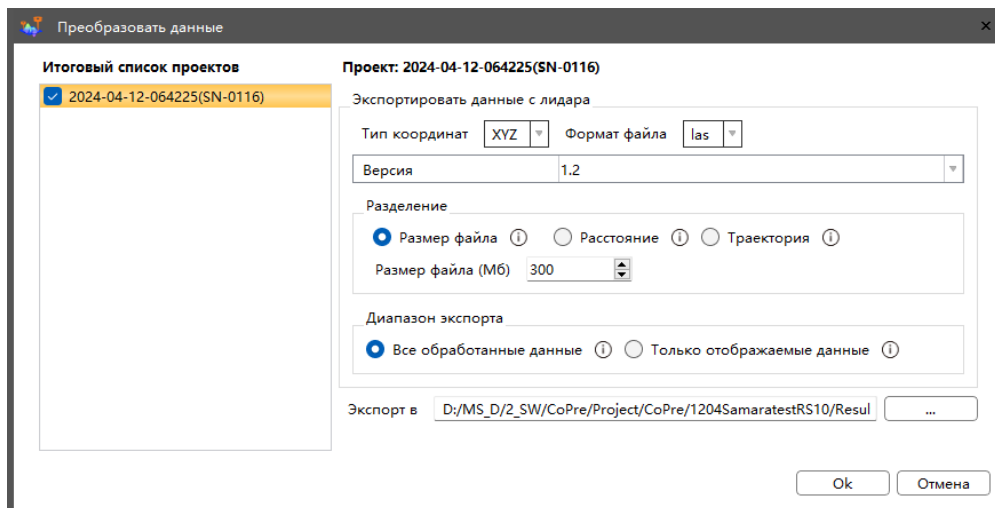 Преобразовать данные
Итоговый список проектов
2024-04-12-064225(SN-0116)
Проект: 2024-04-12-064225(SN-0116)
Экспортировать данные с лидара
Тип координат XYZ Формат файла las
Версия 1.2
Разделение
Размер файла Расстояние Траектория
Размер файла (Мб) 300
Диапазон экспорта
Все обработанные данные Только отображаемые данные
Экспорт в D:/MS_D/2_SW/CoPre/Project/CoPre/1204SamaratestRS10/Resul ...
Ok Отмена